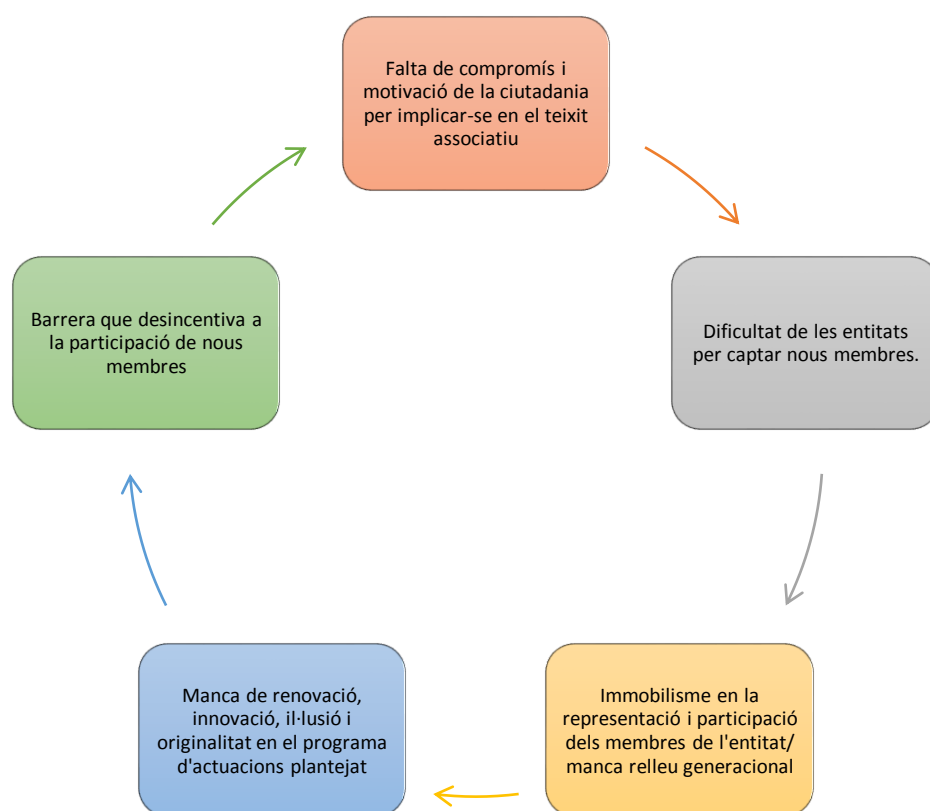 Falta de compromís i
motivació de la ciutadania
per implicar-se en el teixit
associatiu
Dificultat de les entitats
per captar nous membres.
Immobilisme en la
representació i participació
dels membres de l'entitat/
manca relleu generacional
Manca de renovació,
innovació, il·lusió i
originalitat en el programa
d'actuacions plantejat
Barrera que desincentiva a
la participació de nous
membres